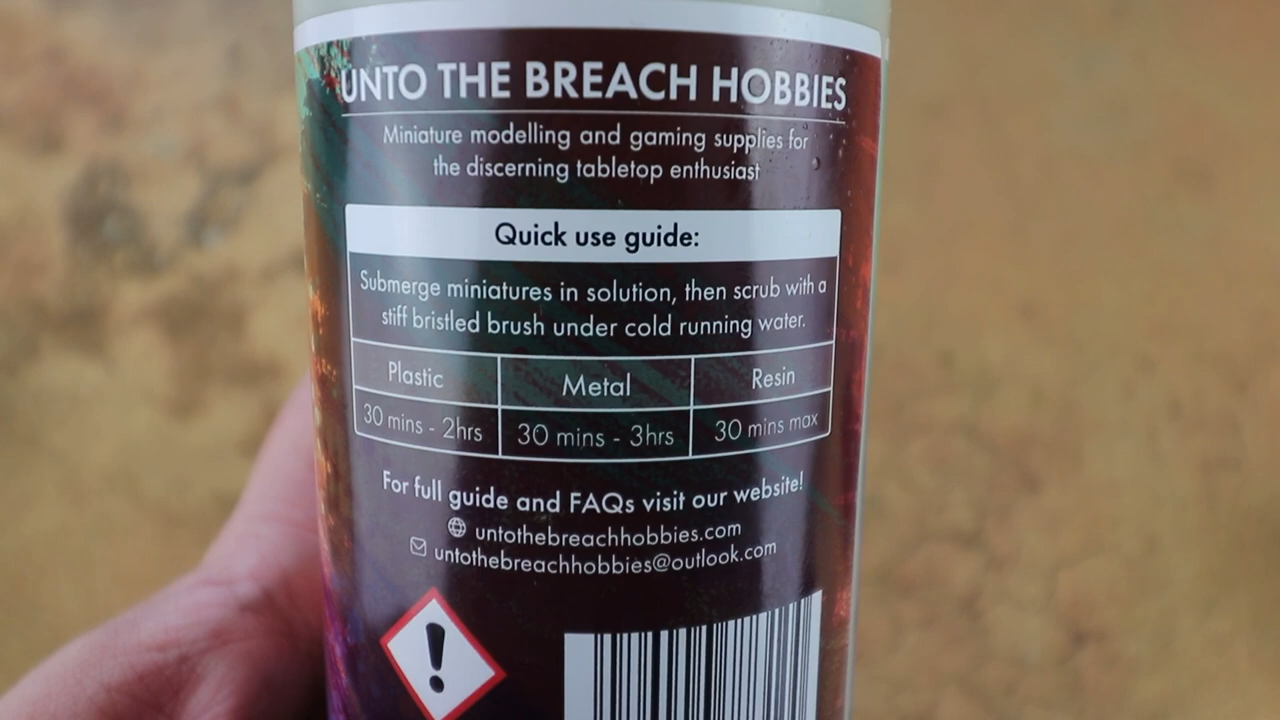 UNTO THE BREACH HOBBIES
Miniature modelling and gaming supplies for
the discerning tabletop enthusiast
Quick use guide:
Submerge miniatures in solution, then scrub with a
stiff bristled brush under cold running water.
Plastic Metal Resin
30 mins - 2hrs 30 mins - 3hrs 30 mins max
For full guide and FAQs visit our website!
untothebreachhobbies.com
untothebreachhobbies@outlook.com